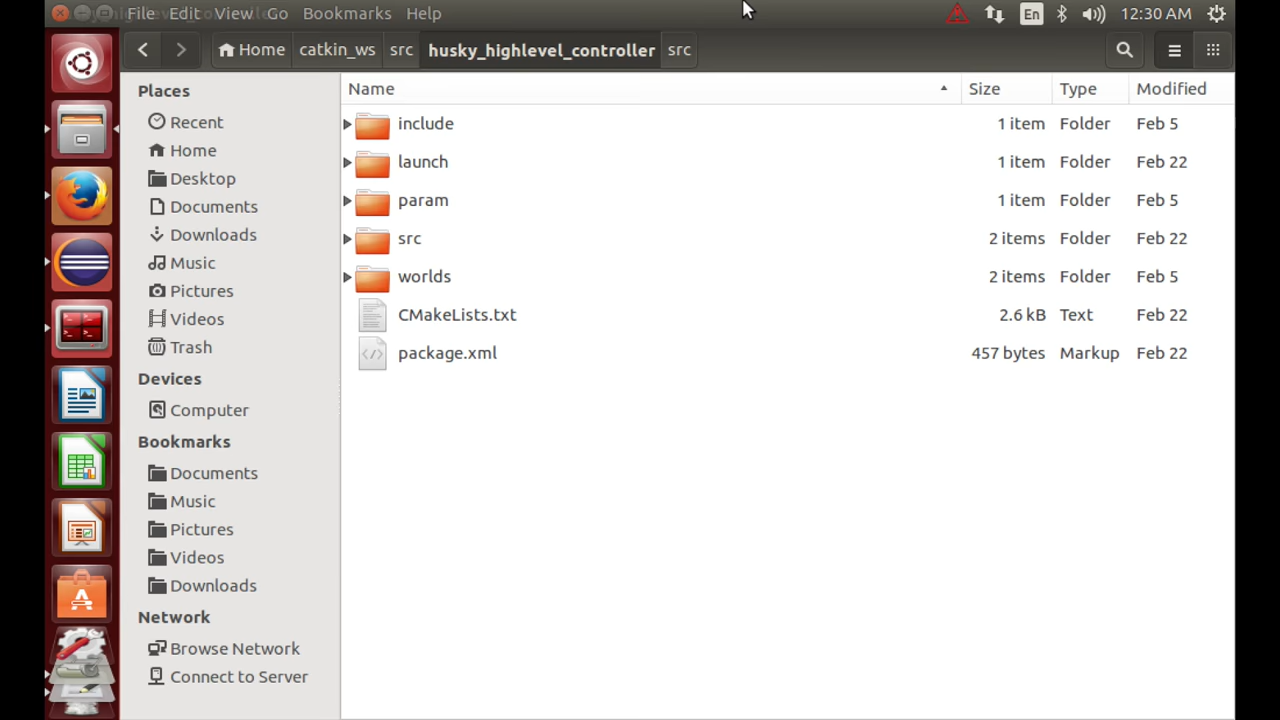 File Edit View Go Bookmarks Help
En 12:30 AM
Home catkin_ws src husky_highlevel_controller src
Places
Recent
Home
Desktop
Documents
Downloads
Music
Pictures
Videos
Trash
Devices
Computer
Bookmarks
Documents
Music
Pictures
Videos
Downloads
Network
Browse Network
Connect to Server
Name Size Type Modified
include 1 item Folder Feb 5
launch 1 item Folder Feb 22
param 1 item Folder Feb 5
src 2 items Folder Feb 22
worlds 2 items Folder Feb 5
CMakeLists.txt 2.6 kB Text Feb 22
package.xml 457 bytes Markup Feb 22